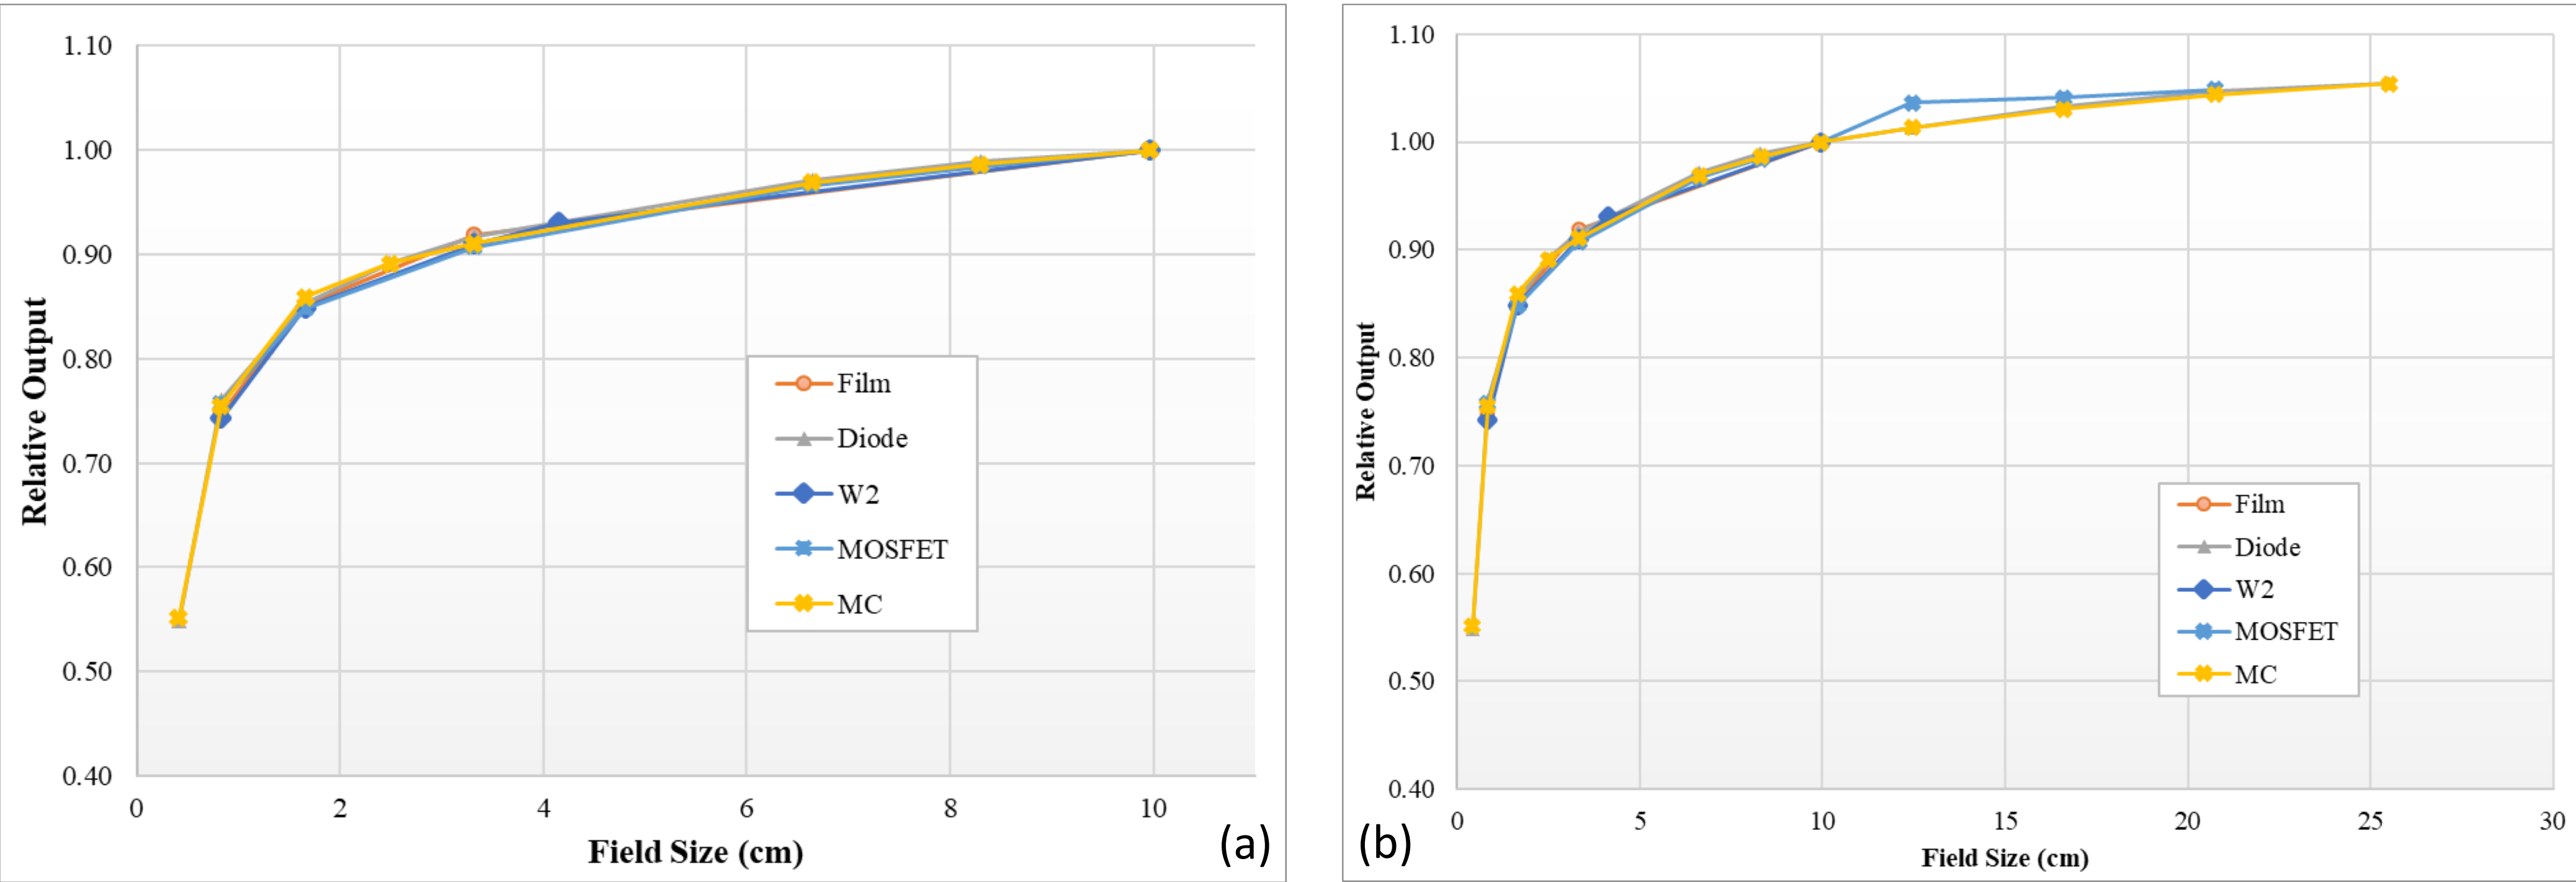 1.10
1.00
0.90
0.80
0.70
0.60
0.50
0.40
Relative Output
0 2 4 6 8 10
Field Size (cm)
Film
Diode
W2
MOSFET
MC
(a)
1.10
1.00
0.90
0.80
0.70
0.60
0.50
0.40
Relative Output
0 5 10 15 20 25 30
Field Size (cm)
Film
Diode
W2
MOSFET
MC
(b)